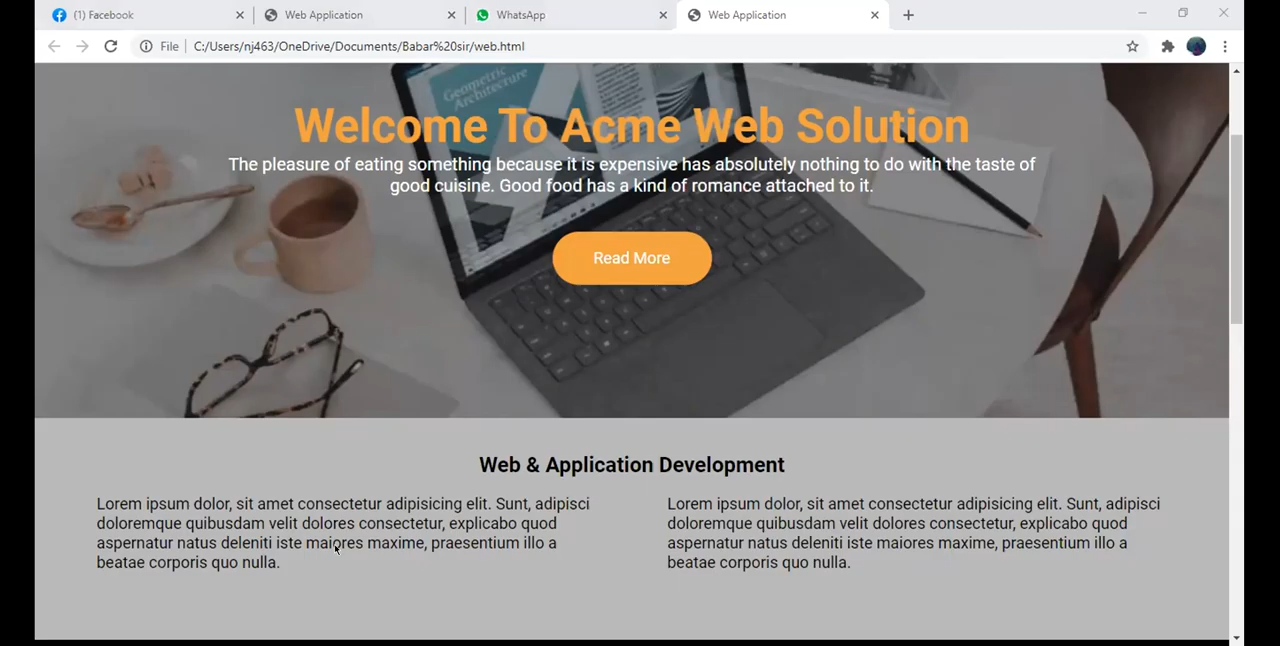 (1) Facebook
Web Application
WhatsApp
Web Application
File
C:/Users/nj463/OneDrive/Documents/Babar%20sir/web.html
Geometric
Architecture
Welcome To Acme Web Solution
The pleasure of eating something because it is expensive has absolutely nothing to do with the taste of
good cuisine. Good food has a kind of romance attached to it.
Read More
Web & Application Development
Lorem ipsum dolor, sit amet consectetur adipisicing elit. Sunt, adipisci
doloremque quibusdam velit dolores consectetur, explicabo quod
aspernatur natus deleniti iste maiores maxime, praesentium illo a
beatae corporis quo nulla.
Lorem ipsum dolor, sit amet consectetur adipisicing elit. Sunt, adipisci
doloremque quibusdam velit dolores consectetur, explicabo quod
aspernatur natus deleniti iste maiores maxime, praesentium illo a
beatae corporis quo nulla.